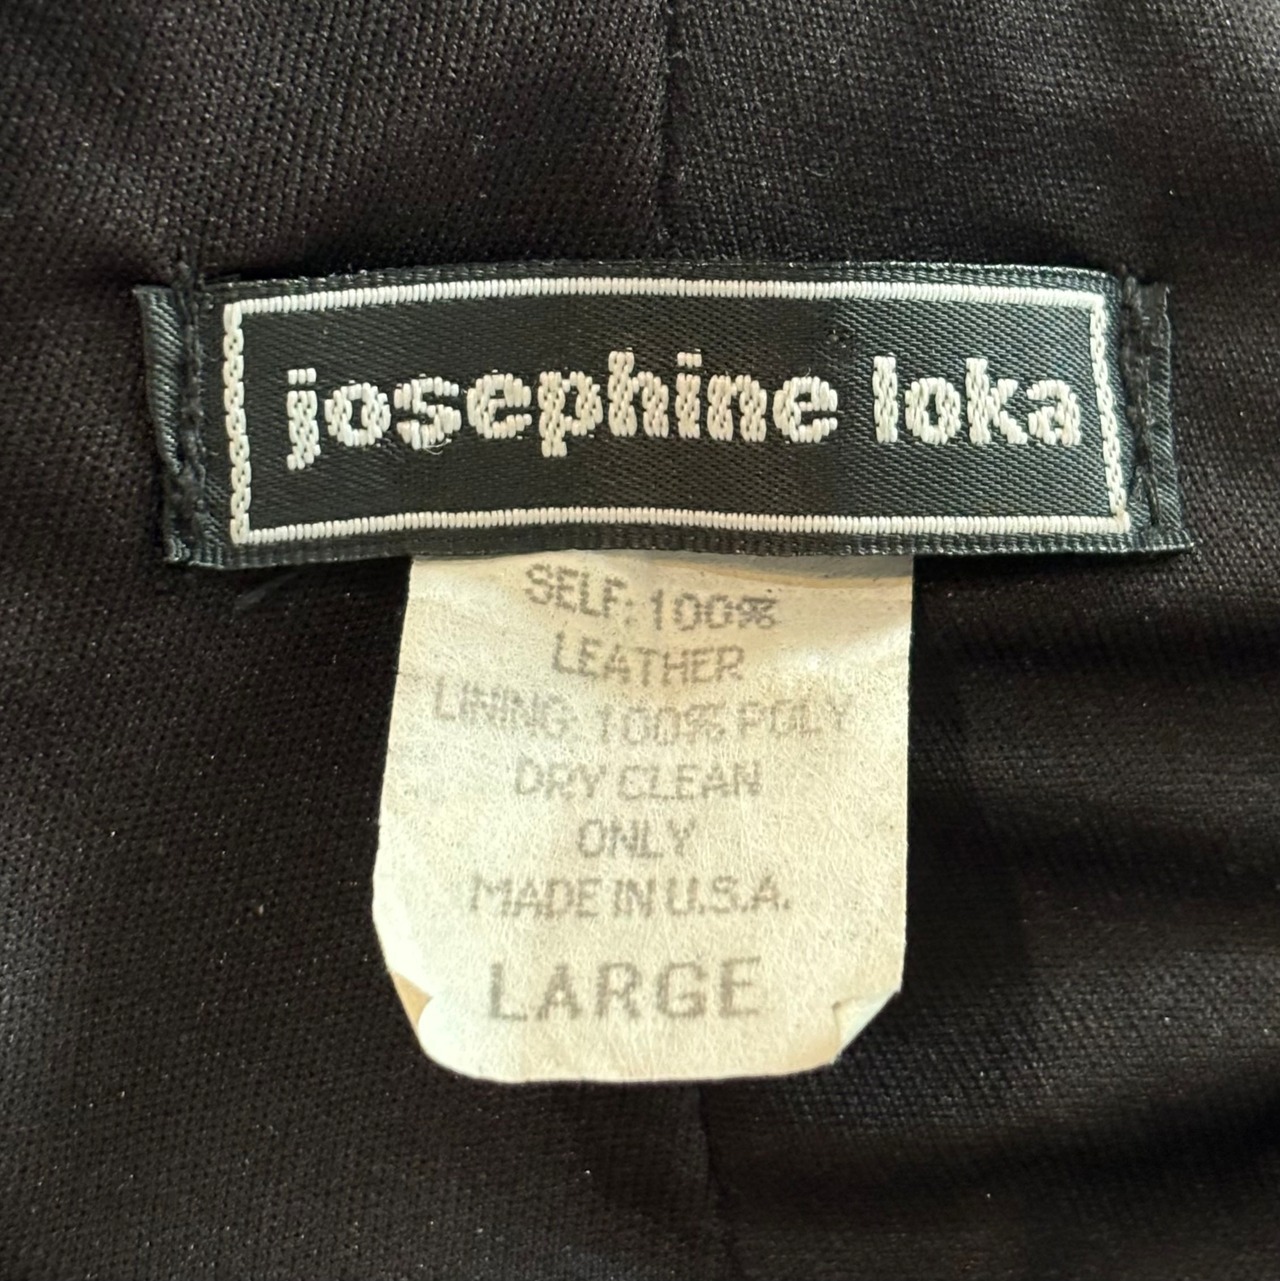 josephine loka
SELF: 100%
LEATHER
LINING 100% POLY
DRY CLEAN
ONLY
MADE IN U.S.A.
LARGE